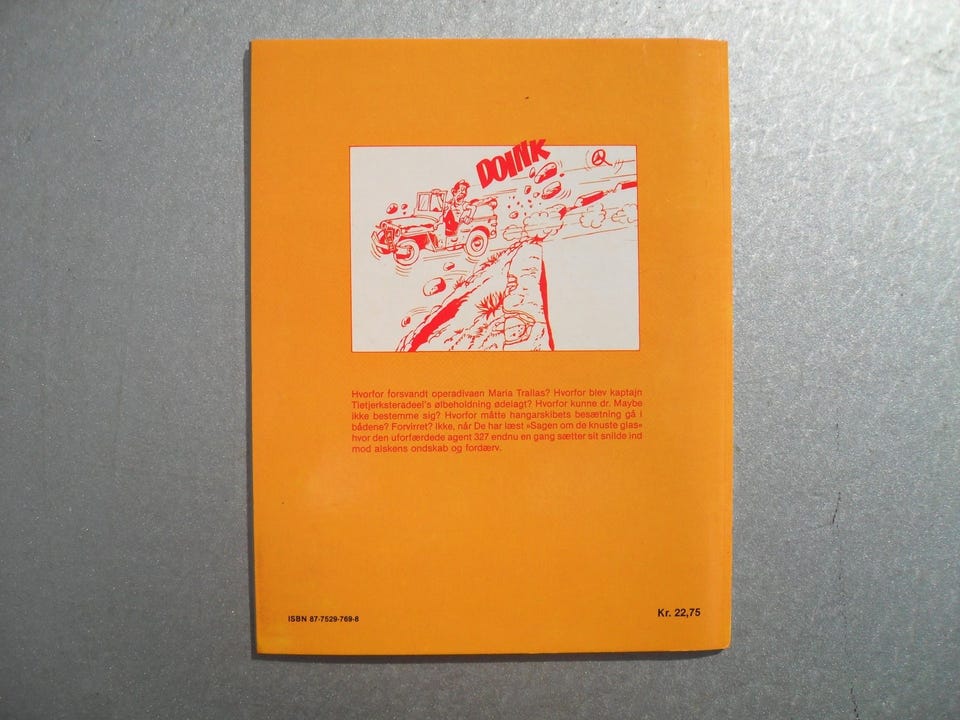 DOINK
Hvorfor forsvandt operadivaen Maria Trallas? Hvorfor blev kaptajn
Tietjerksteradeel's ølbeholdning ødelagt? Hvorfor kunne dr. Maybe
ikke bestemme sig? Hvorfor måtte hangarskibets besætning gå i
bådene? Forvirret? Ikke, når De har læst »Sagen om de knuste glas«
hvor den uforfærdede agent 327 endnu en gang sætter sit snilde ind
mod alskens ondskab og fordærv.
ISBN 87-7529-769-8
Kr. 22,75